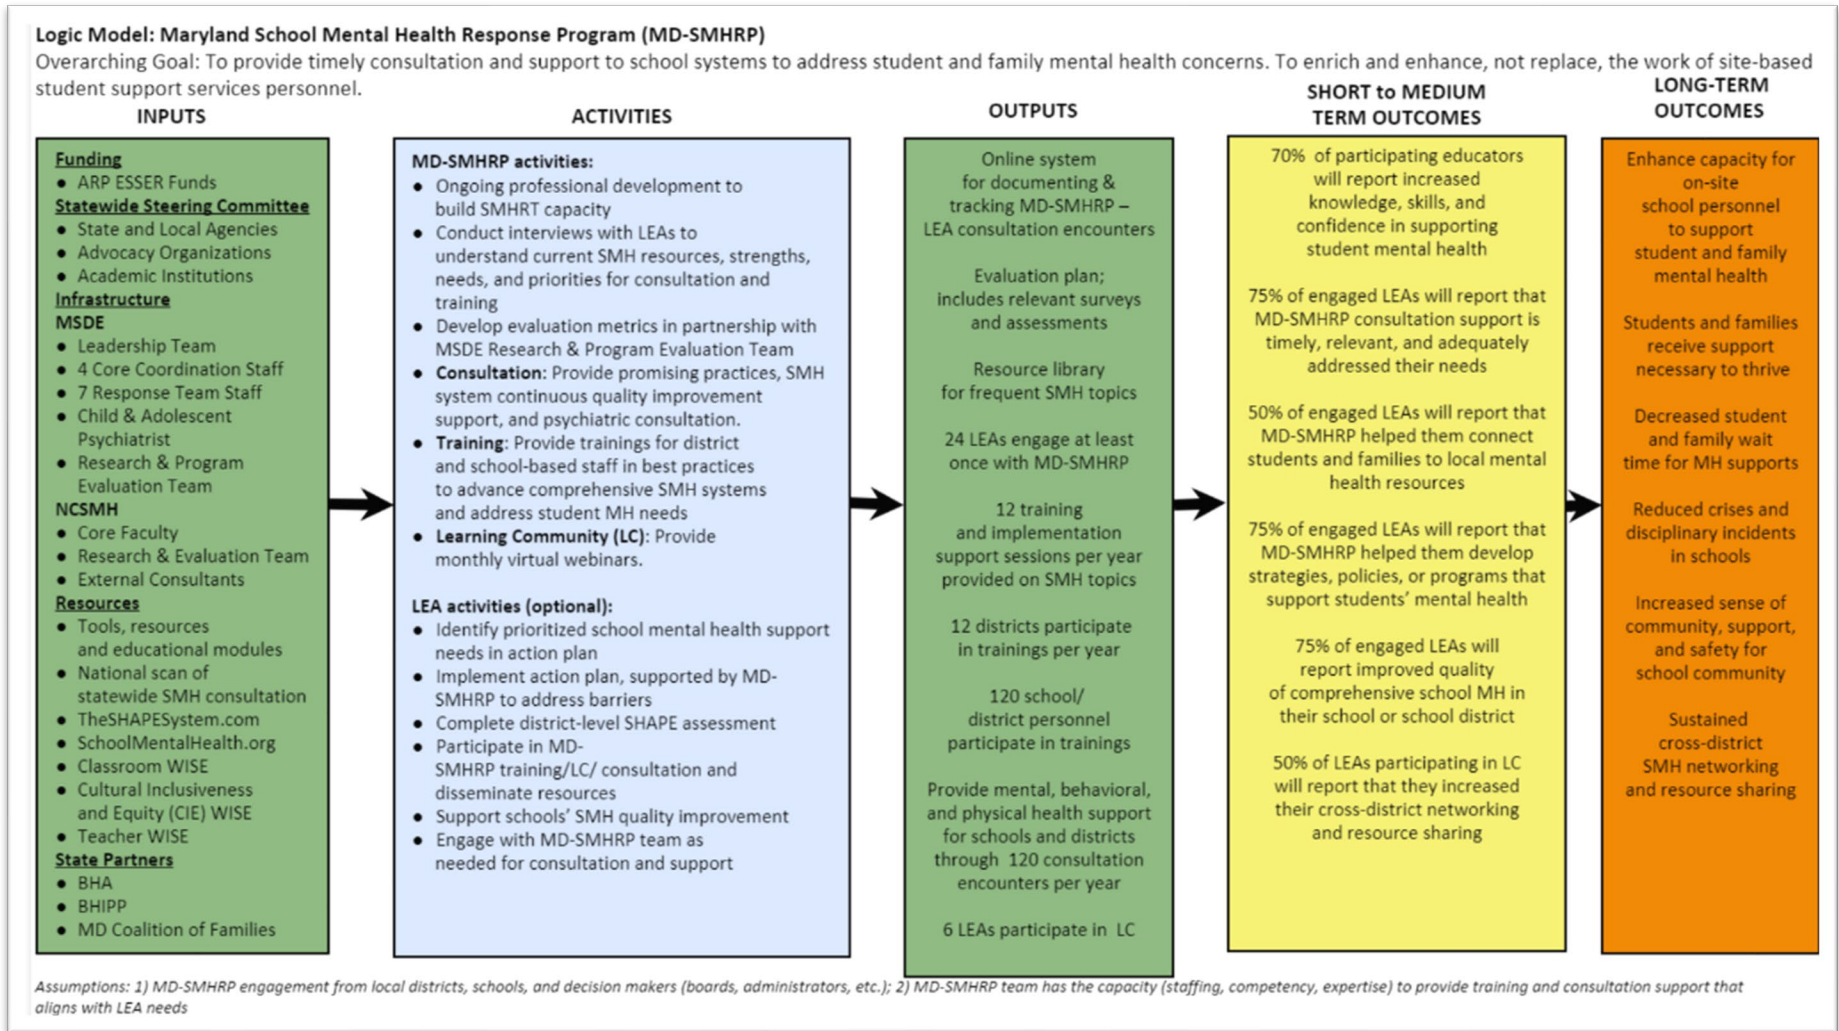 Logic Model: Maryland School Mental Health Response Program (MD-SMHRP)
Overarching Goal: To provide timely consultation and support to school systems to address student and family mental health concerns. To enrich and enhance, not replace, the work of site-based
student support services personnel.
INPUTS
Funding
● ARP ESSER Funds
Statewide Steering Committee
● State and Local Agencies
● Advocacy Organizations
● Academic Institutions
Infrastructure
MSDE
● Leadership Team
● 4 Core Coordination Staff
● 7 Response Team Staff
● Child & Adolescent
Psychiatrist
● Research & Program
Evaluation Team
NCSMH
● Core Faculty
● Research & Evaluation Team
● External Consultants
Resources
● Tools, resources
and educational modules
● National scan of
statewide SMH consultation
● TheSHAPESystem.com
● SchoolMentalHealth.org
● Classroom WISE
● Cultural Inclusiveness
and Equity (CIE) WISE
● Teacher WISE
State Partners
● BHA
● BHIPP
● MD Coalition of Families
ACTIVITIES
MD-SMHRP activities:
● Ongoing professional development to
build SMHRT capacity
● Conduct interviews with LEAs to
understand current SMH resources, strengths,
needs, and priorities for consultation and
training
● Develop evaluation metrics in partnership with
MSDE Research & Program Evaluation Team
● Consultation: Provide promising practices, SMH
system continuous quality improvement
support, and psychiatric consultation.
● Training: Provide trainings for district
and school-based staff in best practices
to advance comprehensive SMH systems
and address student MH needs
● Learning Community (LC): Provide
monthly virtual webinars.
LEA activities (optional):
● Identify prioritized school mental health support
needs in action plan
● Implement action plan, supported by MD-
SMHRP to address barriers
● Complete district-level SHAPE assessment
● Participate in MD-
SMHRP training/LC/ consultation and
disseminate resources
● Support schools' SMH quality improvement
● Engage with MD-SMHRP team as
needed for consultation and support
OUTPUTS
Online system
for documenting &
tracking MD-SMHRP –
LEA consultation encounters
Evaluation plan;
includes relevant surveys
and assessments
Resource library
for frequent SMH topics
24 LEAs engage at least
once with MD-SMHRP
12 training
and implementation
support sessions per year
provided on SMH topics
12 districts participate
in trainings per year
120 school/
district personnel
participate in trainings
Provide mental, behavioral,
and physical health support
for schools and districts
through 120 consultation
encounters per year
6 LEAs participate in LC
SHORT to MEDIUM
TERM OUTCOMES
70% of participating educators
will report increased
knowledge, skills, and
confidence in supporting
student mental health
75% of engaged LEAs will report that
MD-SMHRP consultation support is
timely, relevant, and adequately
addressed their needs
50% of engaged LEAs will report that
MD-SMHRP helped them connect
students and families to local mental
health resources
75% of engaged LEAs will report that
MD-SMHRP helped them develop
strategies, policies, or programs that
support students' mental health
75% of engaged LEAs will
report improved quality
of comprehensive school MH in
their school or school district
50% of LEAs participating in LC
will report that they increased
their cross-district networking
and resource sharing
LONG-TERM
OUTCOMES
Enhance capacity for
on-site
school personnel
to support
student and family
mental health
Students and families
receive support
necessary to thrive
Decreased student
and family wait
time for MH supports
Reduced crises and
disciplinary incidents
in schools
Increased sense of
community, support,
and safety for
school community
Sustained
cross-district
SMH networking
and resource sharing
Assumptions: 1) MD-SMHRP engagement from local districts, schools, and decision makers (boards, administrators, etc.); 2) MD-SMHRP team has the capacity (staffing, competency, expertise) to provide training and consultation support that
aligns with LEA needs